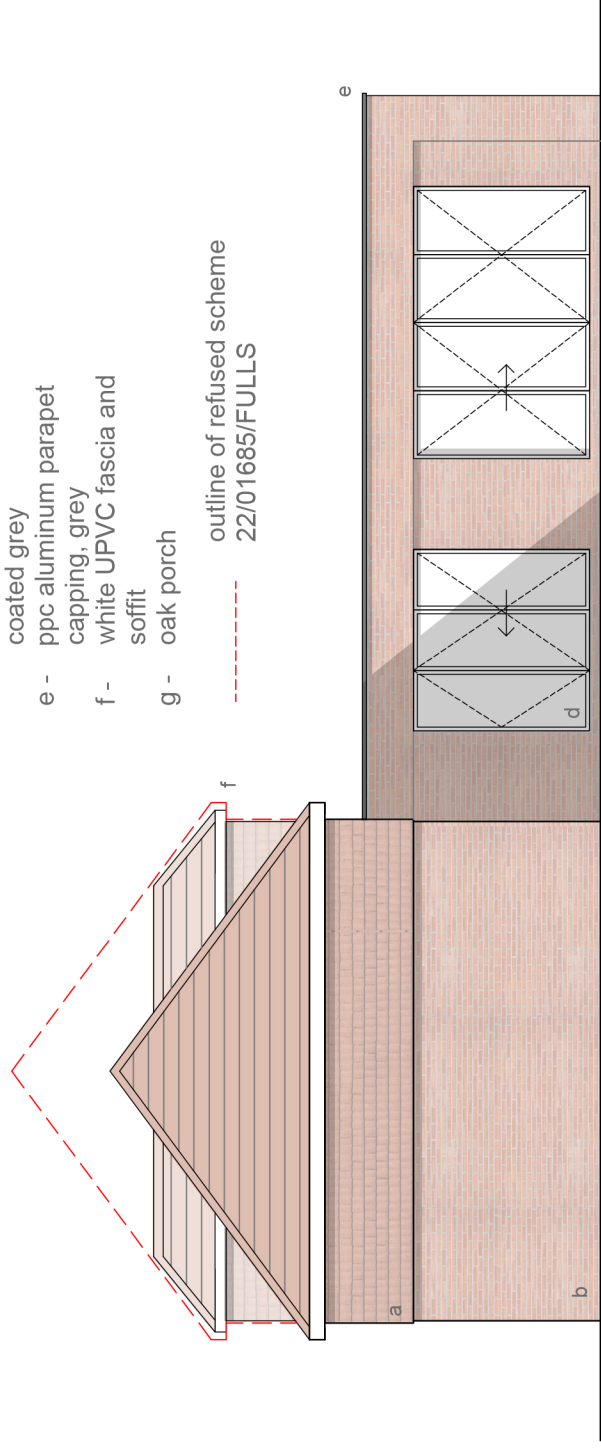 coated grey
e - ppc aluminum parapet
capping, grey
f - white UPVC fascia and
soffit
g - oak porch
outline of refused scheme
22/01685/FULLS
e
f
a
d
b